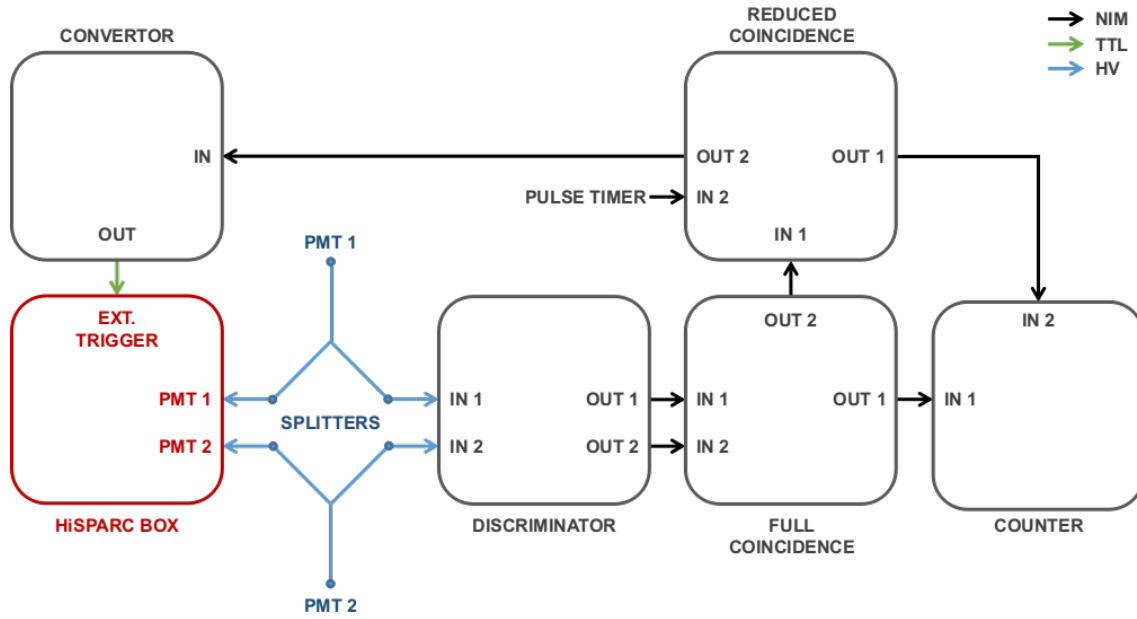 REDUCED
COINCIDENCE
NIM
TTL
HV
CONVERTOR
IN
OUT
OUT 2
OUT 1
PULSE TIMER
IN 2
IN 1
PMT 1
EXT.
TRIGGER
PMT 1
PMT 2
HiSPARC BOX
SPLITTERS
PMT 2
IN 1
IN 2
OUT 1
OUT 2
DISCRIMINATOR
OUT 2
IN 1
IN 2
OUT 1
FULL
COINCIDENCE
IN 2
IN 1
COUNTER